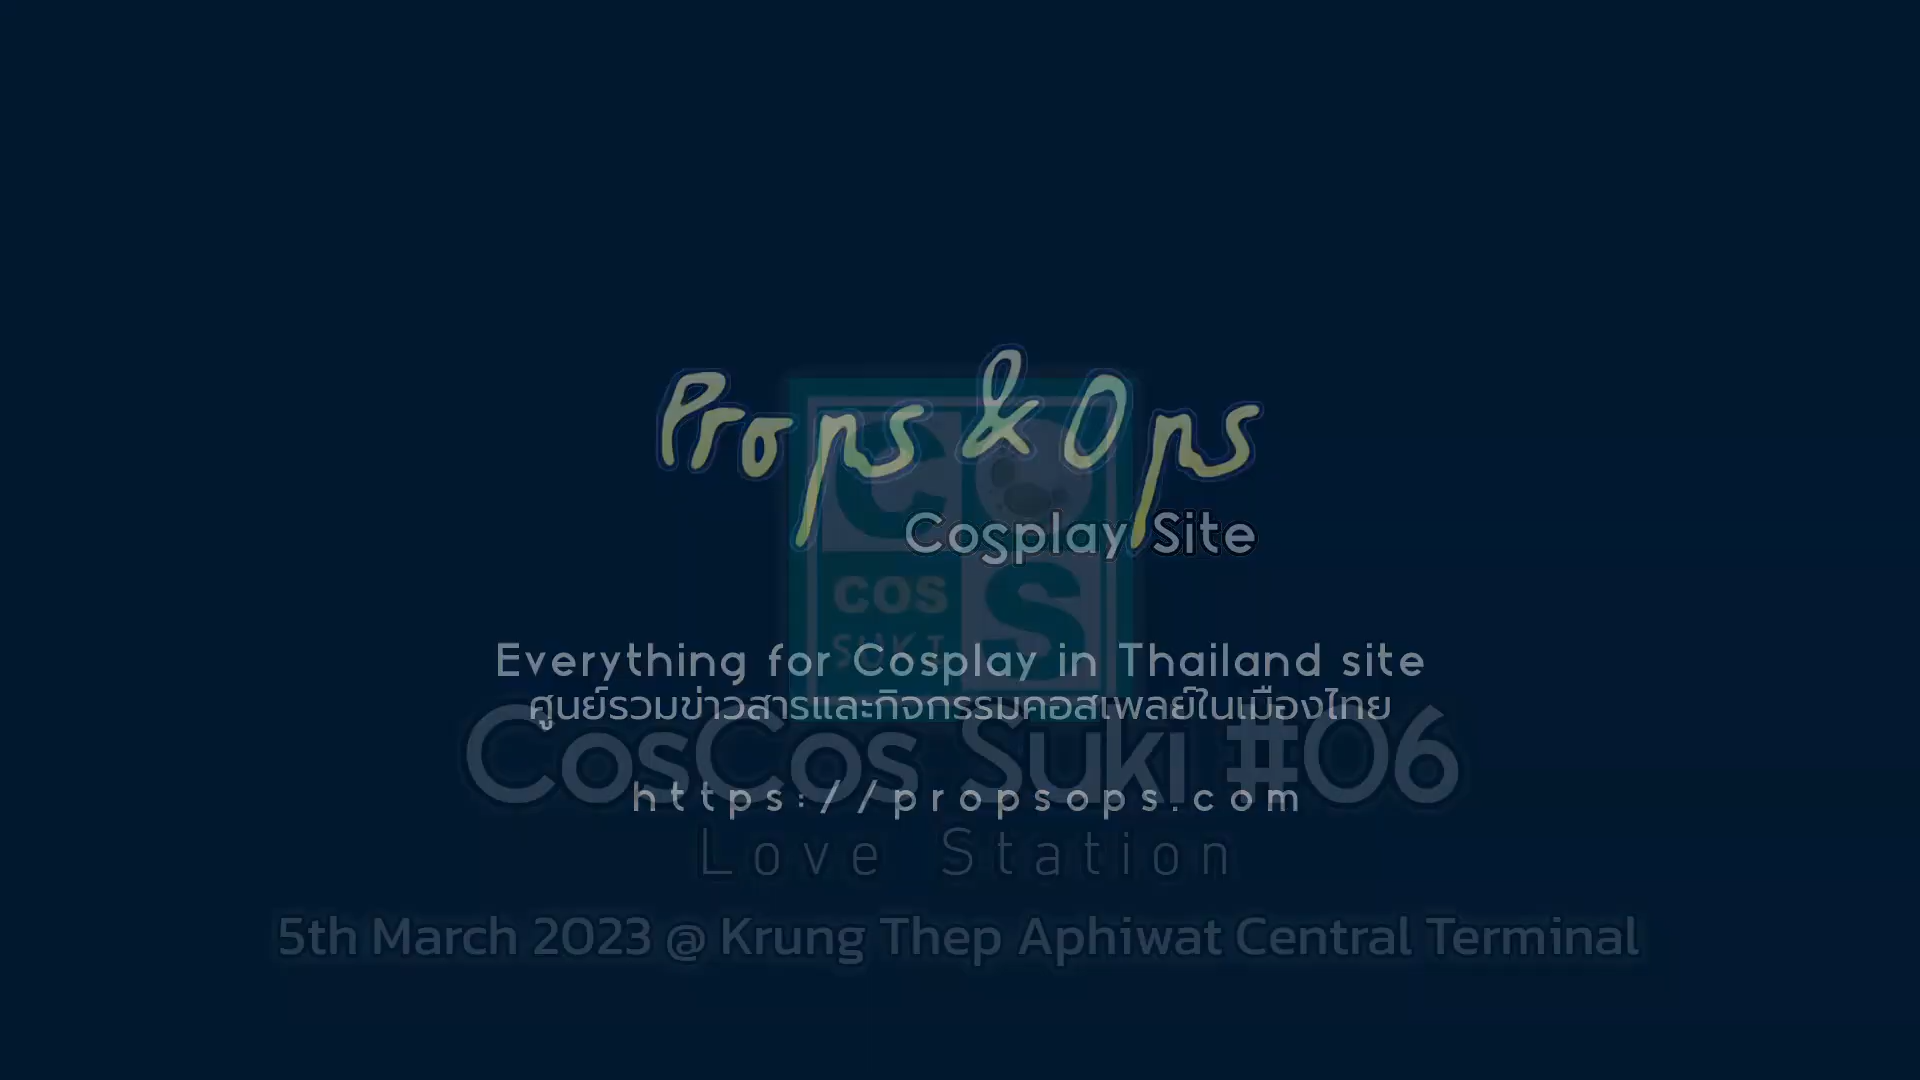 Props & Ops
Cosplay Site
C
COS
SUKI
S
Everything for Cosplay in Thailand site
ศูนย์รวมข่าวสารและกิจกรรมคอสเพลย์ในเมืองไทย
CosCos Suki #06
https://propsops.com
Love Station
5th March 2023 @ Krung Thep Aphiwat Central Terminal